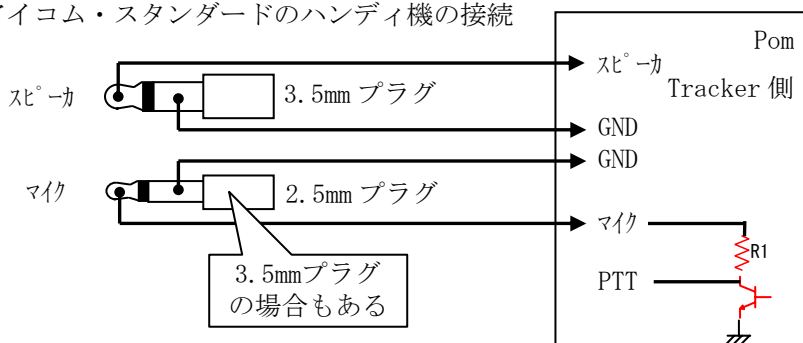 イコム・スタンダードのハンディ機の接続
Pom
Tracker 側
スピーカ
3.5mm プラグ
スピーカ
GND
GND
マイク
2.5mm プラグ
マイク
R1
3.5mmプラグ
の場合もある
PTT